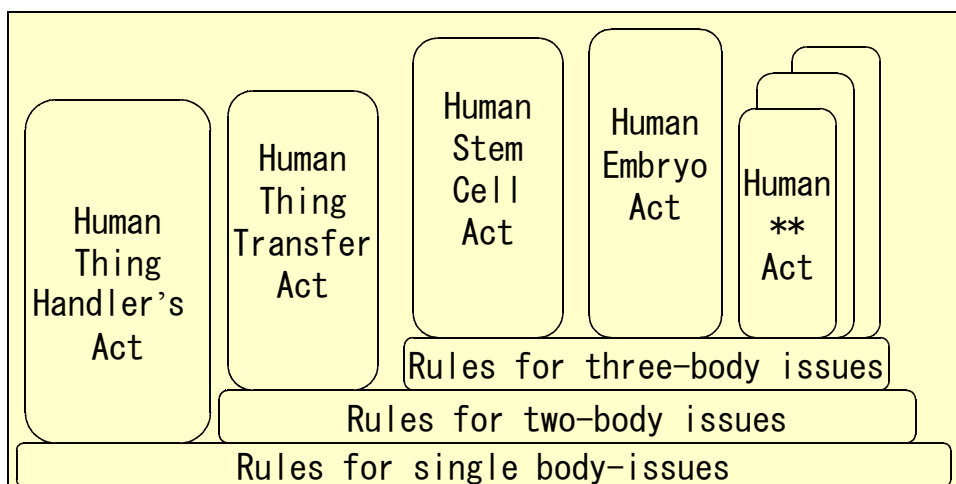 Human
Thing
Handler’s
Act
Human
Thing
Transfer
Act
Human
Stem
Cell
Act
Human
Embryo
Act
Human
**
Act
Rules for three-body issues
Rules for two-body issues
Rules for single body-issues